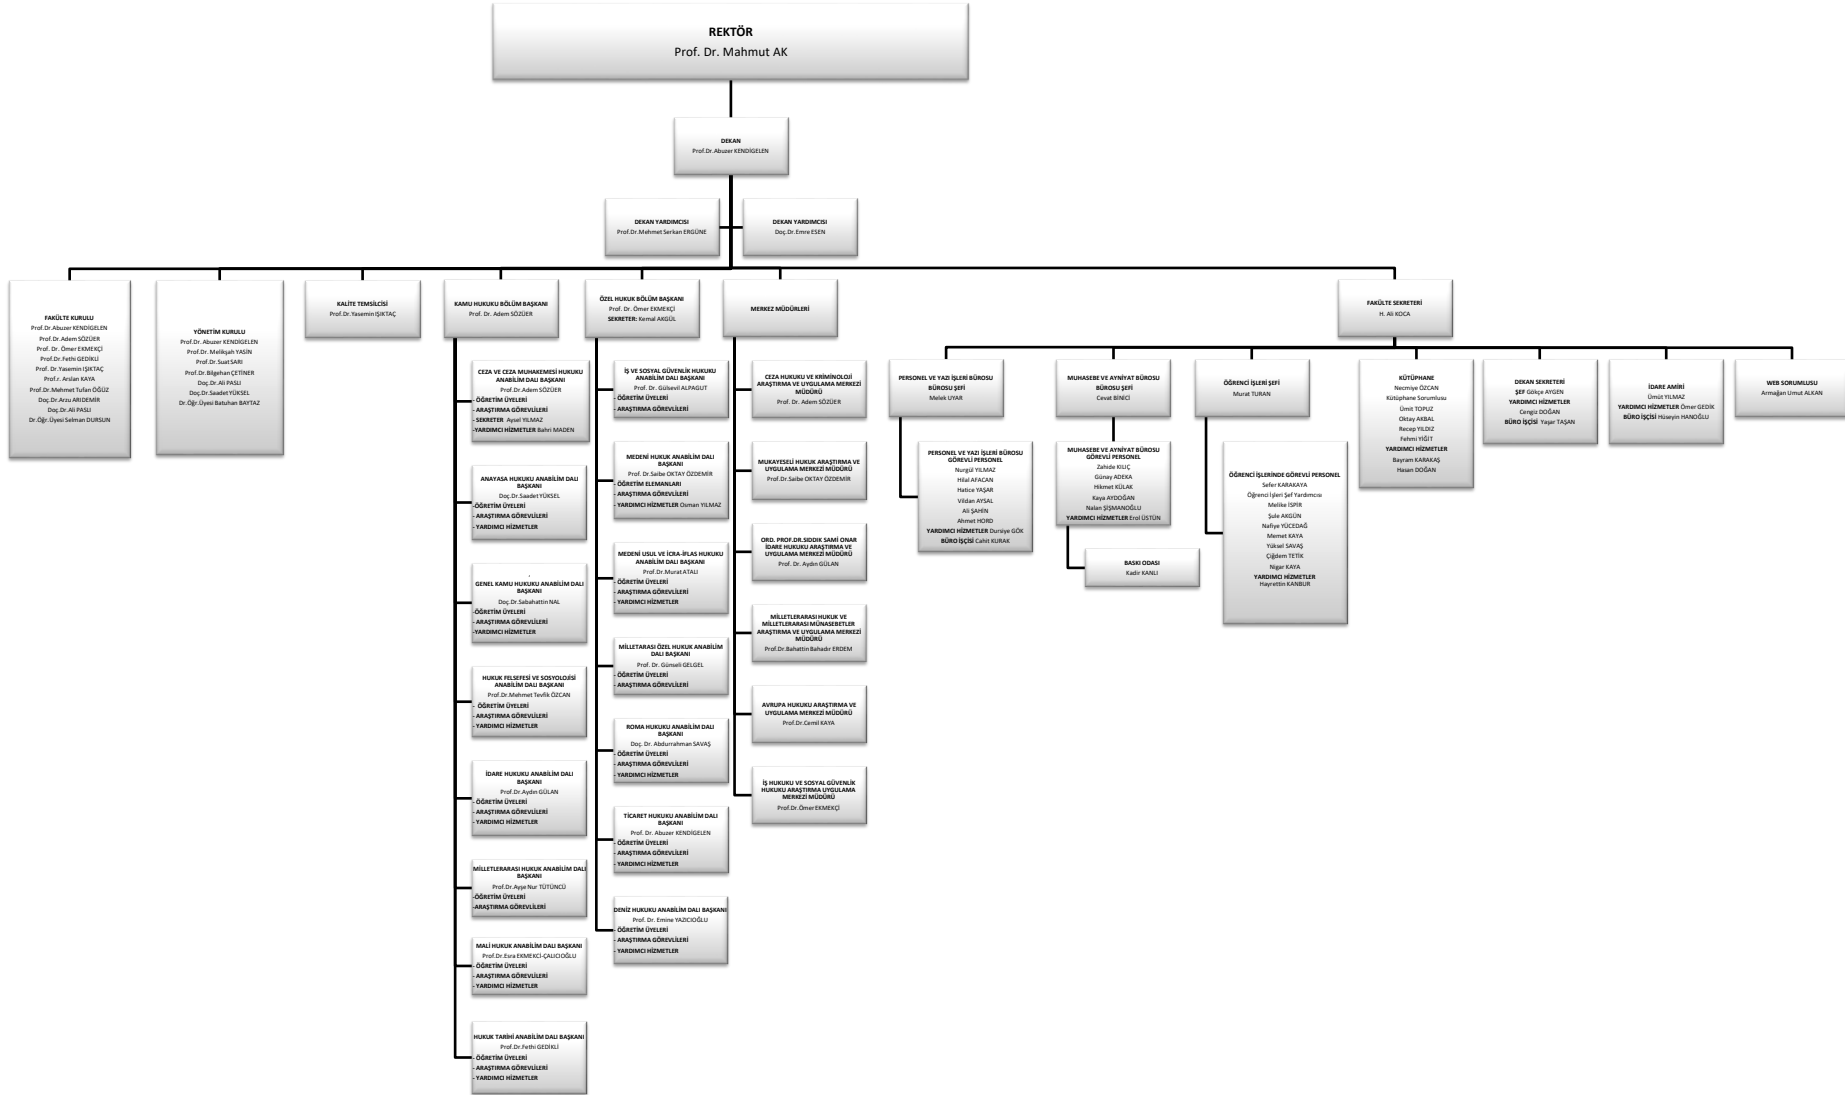 REKTÖR
Prof. Dr. Mahmut AK
DEKAN
Prof.Dr.Abuzer KENDİGELEN
DEKAN YARDIMCISI
Prof.Dr.Mehmet Serkan ERGÜNE
DEKAN YARDIMCISI
Doç.Dr.Emre ESEN
FAKÜLTE KURULU
Prof.Dr.Abuzer KENDİGELEN
Prof.Dr.Adem SÖZÜER
Prof. Dr. Ömer EKMEKÇİ
Prof.Dr.Fethi GEDİKLİ
Prof. Dr.Yasemin IŞIKTAÇ
Prof.r. Arslan KAYA
Prof.Dr.Mehmet Tufan ÖĞÜZ
Doç.Dr.Arzu ARIDEMİR
Doç.Dr.Ali PASLI
Dr.Öğr.Üyesi Selman DURSUN
YÖNETİM KURULU
Prof.Dr. Abuzer KENDİGELEN
Prof.Dr. Melikşah YASİN
Prof.Dr.Suat SARI
Prof.Dr.Bilgehan ÇETİNER
Doç.Dr.Ali PASLI
Doç.Dr.Saadet YÜKSEL
Dr.Öğr.Üyesi Batuhan BAYTAZ
KALİTE TEMSİLCİSİ
Prof.Dr.Yasemin IŞIKTAÇ
KAMU HUKUKU BÖLÜM BAŞKANI
Prof. Dr. Adem SÖZÜER
CEZA VE CEZA MUHAKEMESİ HUKUKU
ANABİLİM DALI BAŞKANI
Prof.Dr.Adem SÖZÜER
- ÖĞRETİM ÜYELERİ
- ARAŞTIRMA GÖREVLİLERİ
- SEKRETER Aysel YILMAZ
-YARDIMCI HİZMETLER Bahri MADEN
ANAYASA HUKUKU ANABİLİM DALI
BAŞKANI
Doç.Dr.Saadet YÜKSEL
-ÖĞRETİM ÜYELERİ
- ARAŞTIRMA GÖREVLİLERİ
- YARDIMCI HİZMETLER
GENEL KAMU HUKUKU ANABİLİM DALI
BAŞKANI
Doç.Dr.Sabahattin NAL
-ÖĞRETİM ÜYELERİ
- ARAŞTIRMA GÖREVLİLERİ
-YARDIMCI HİZMETLER
HUKUK FELSEFESİ VE SOSYOLOJİSİ
ANABİLİM DALI BAŞKANI
Prof.Dr.Mehmet Tevfik ÖZCAN
- ÖĞRETİM ÜYELERİ
- ARAŞTIRMA GÖREVLİLERİ
- YARDIMCI HİZMETLER
İDARE HUKUKU ANABİLİM DALI
BAŞKANI
Prof.Dr.Aydın GÜLAN
- ÖĞRETİM ÜYELERİ
- ARAŞTIRMA GÖREVLİLERİ
- YARDIMCI HİZMETLER
MİLLETLERARASI HUKUK ANABİLİM DALI
BAŞKANI
Prof.Dr.Ayşe Nur TÜTÜNCÜ
-ÖĞRETİM ÜYELERİ
-ARAŞTIRMA GÖREVLİLERİ
MALİ HUKUK ANABİLİM DALI BAŞKANI
Prof.Dr.Esra EKMEKCİ-ÇALICIOĞLU
- ÖĞRETİM ÜYELERİ
- ARAŞTIRMA GÖREVLİLERİ
- YARDIMCI HİZMETLER
HUKUK TARİHİ ANABİLİM DALI BAŞKANI
Prof.Dr.Fethi GEDİKLİ
- ÖĞRETİM ÜYELERİ
- ARAŞTIRMA GÖREVLİLERİ
- YARDIMCI HİZMETLER
ÖZEL HUKUK BÖLÜM BAŞKANI
Prof. Dr. Ömer EKMEKÇİ
SEKRETER: Kemal AKGÜL
İŞ VE SOSYAL GÜVENLİK HUKUKU
ANABİLİM DALI BAŞKANI
Prof. Dr. Gülsevil ALPAGUT
- ÖĞRETİM ÜYELERİ
- ARAŞTIRMA GÖREVLİLERİ
MEDENİ HUKUK ANABİLİM DALI
BAŞKANI
Prof. Dr.Saibe OKTAY ÖZDEMİR
- ÖĞRETİM ELEMANLARI
- ARAŞTIRMA GÖREVLİLERİ
- YARDIMCI HİZMETLER Osman YILMAZ
MEDENİ USUL VE İCRA-İFLAS HUKUKU
ANABİLİM DALI BAŞKANI
Prof.Dr.Murat ATALI
- ÖĞRETİM ÜYELERİ
- ARAŞTIRMA GÖREVLİLERİ
- YARDIMCI HİZMETLER
MİLLETARASI ÖZEL HUKUK ANABİLİM
DALI BAŞKANI
Prof. Dr. Günseli GELGEL
- ÖĞRETİM ÜYELERİ
- ARAŞTIRMA GÖREVLİLERİ
ROMA HUKUKU ANABİLİM DALI
BAŞKANI
Doç. Dr. Abdurrahman SAVAŞ
- ÖĞRETİM ÜYELERİ
- ARAŞTIRMA GÖREVLİLERİ
- YARDIMCI HİZMETLER
TİCARET HUKUKU ANABİLİM DALI
BAŞKANI
Prof. Dr. Abuzer KENDİGELEN
- ÖĞRETİM ÜYELERİ
- ARAŞTIRMA GÖREVLİLERİ
- YARDIMCI HİZMETLER
DENİZ HUKUKU ANABİLİM DALI BAŞKANI
Prof. Dr. Emine YAZICIOĞLU
- ÖĞRETİM ÜYELERİ
- ARAŞTIRMA GÖREVLİLERİ
- YARDIMCI HİZMETLER
MERKEZ MÜDÜRLERİ
CEZA HUKUKU VE KRİMİNOLOJİ
ARAŞTIRMA VE UYGULAMA MERKEZİ
MÜDÜRÜ
Prof. Dr. Adem SÖZÜER
MUKAYESELİ HUKUK ARAŞTIRMA VE
UYGULAMA MERKEZİ MÜDÜRÜ
Prof.Dr.Saibe OKTAY ÖZDEMİR
ORD. PROF.DR.SIDDIK SAMİ ONAR
İDARE HUKUKU ARAŞTIRMA VE
UYGULAMA MERKEZİ MÜDÜRÜ
Prof. Dr. Aydın GÜLAN
MİLLETLERARASI HUKUK VE
MİLLETLERARASI MÜNASEBETLER
ARAŞTIRMA VE UYGULAMA MERKEZİ
MÜDÜRÜ
Prof.Dr.Bahattin Bahadır ERDEM
AVRUPA HUKUKU ARAŞTIRMA VE
UYGULAMA MERKEZİ MÜDÜRÜ
Prof.Dr.Cemil KAYA
İŞ HUKUKU VE SOSYAL GÜVENLİK
HUKUKU ARAŞTIRMA UYGULAMA
MERKEZİ MÜDÜRÜ
Prof.Dr.Ömer EKMEKÇİ
FAKÜLTE SEKRETERİ
H. Ali KOCA
PERSONEL VE YAZI İŞLERİ BÜROSU
BÜROSU ŞEFİ
Melek UYAR
PERSONEL VE YAZI İŞLERİ BÜROSU
GÖREVLİ PERSONEL
Nurgül YILMAZ
Hilal AFACAN
Hatice YAŞAR
Vildan AYSAL
Ali ŞAHİN
Ahmet HORD
YARDIMCI HİZMETLER Dursiye GÖK
BÜRO İŞÇİSİ Cahit KURAK
MUHASEBE VE AYNİYAT BÜROSU
BÜROSU ŞEFİ
Cevat BİNİCİ
MUHASEBE VE AYNİYAT BÜROSU
GÖREVLİ PERSONEL
Zahide KILIÇ
Günay ADEKA
Hikmet KÜLAK
Kaya AYDOĞAN
Nalan ŞİŞMANOĞLU
YARDIMCI HİZMETLER Erol ÜSTÜN
BASKI ODASI
Kadir KANLI
ÖĞRENCİ İŞLERİ ŞEFİ
Murat TURAN
ÖĞRENCİ İŞLERİNDE GÖREVLİ PERSONEL
Sefer KARAKAYA
Öğrenci İşleri Şef Yardımcısı
Melike İSPİR
Şule AKGÜN
Nafiye YÜCEDAĞ
Memet KAYA
Yüksel SAVAŞ
Çiğdem TETİK
Nigar KAYA
YARDIMCI HİZMETLER
Hayrettin KANBUR
KÜTÜPHANE
Necmiye ÖZCAN
Kütüphane Sorumlusu
Ümit TOPUZ
Oktay AKBAL
Recep YILDIZ
Fehmi YİĞİT
YARDIMCI HİZMETLER
Bayram KARAKAŞ
Hasan DOĞAN
DEKAN SEKRETERİ
ŞEF Gökçe AYGEN
YARDIMCI HİZMETLER
Cengiz DOĞAN
BÜRO İŞÇİSİ Yaşar TAŞAN
İDARE AMİRİ
Ümüt YILMAZ
YARDIMCI HİZMETLER Ömer GEDİK
BÜRO İŞÇİSİ Hüseyin HANOĞLU
WEB SORUMLUSU
Armağan Umut ALKAN